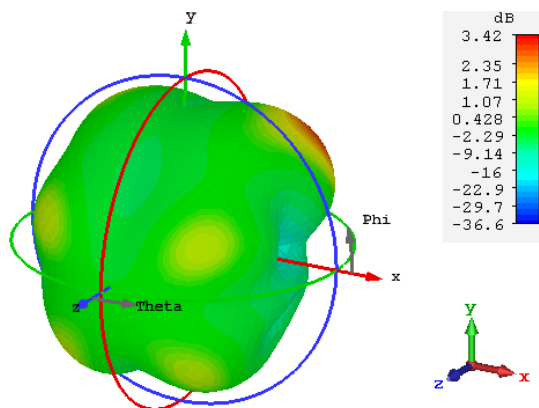 y
Phi
x
z
Theta
dB
3.42
2.35
1.71
1.07
0.428
-2.29
-9.14
-16
-22.9
-29.7
-36.6
y
z
x